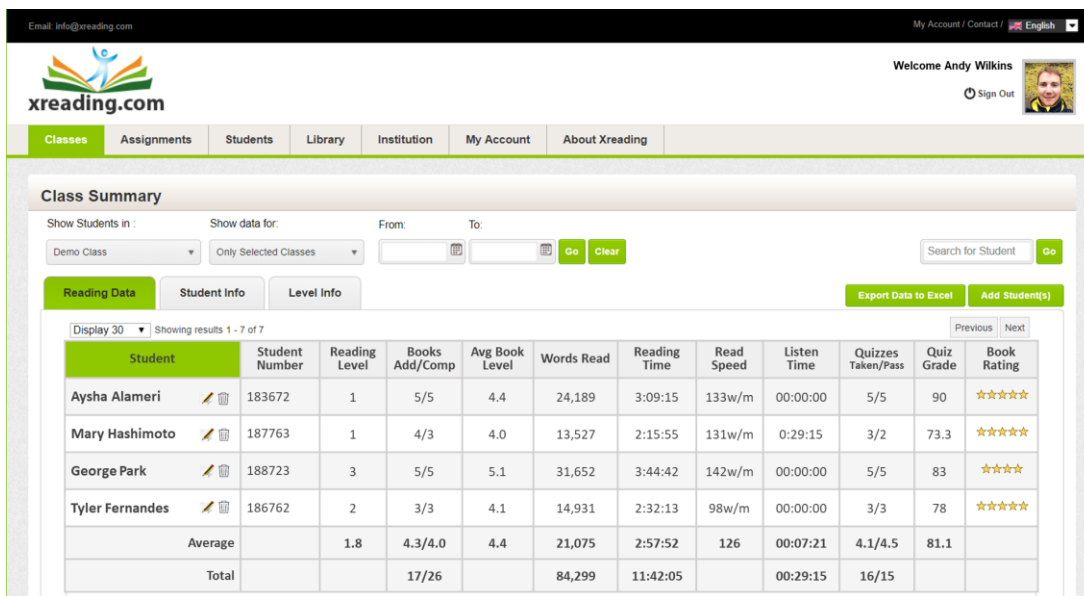 Email: info@xreading.com My Account / Contact / English
xreading.com
Welcome Andy Wilkins
Sign Out
Classes Assignments Students Library Institution My Account About Xreading
Class Summary
Show Students in : Show data for: From: To:
Demo Class Only Selected Classes Go Clear Search for Student Go
Reading Data Student Info Level Info Export Data to Excel Add Student(s)
Display 30 Showing results 1 - 7 of 7 Previous Next
Student Student Number Reading Level Books Add/Comp Avg Book Level Words Read Reading Time Read Speed Listen Time Quizzes Taken/Pass Quiz Grade Book Rating
Aysha Alameri 183672 1 5/5 4.4 24,189 3:09:15 133w/m 00:00:00 5/5 90
Mary Hashimoto 187763 1 4/3 4.0 13,527 2:15:55 131w/m 0:29:15 3/2 73.3
George Park 188723 3 5/5 5.1 31,652 3:44:42 142w/m 00:00:00 5/5 83
Tyler Fernandes 186762 2 3/3 4.1 14,931 2:32:13 98w/m 00:00:00 3/3 78
Average 1.8 4.3/4.0 4.4 21,075 2:57:52 126 00:07:21 4.1/4.5 81.1
Total 17/26 84,299 11:42:05 00:29:15 16/15